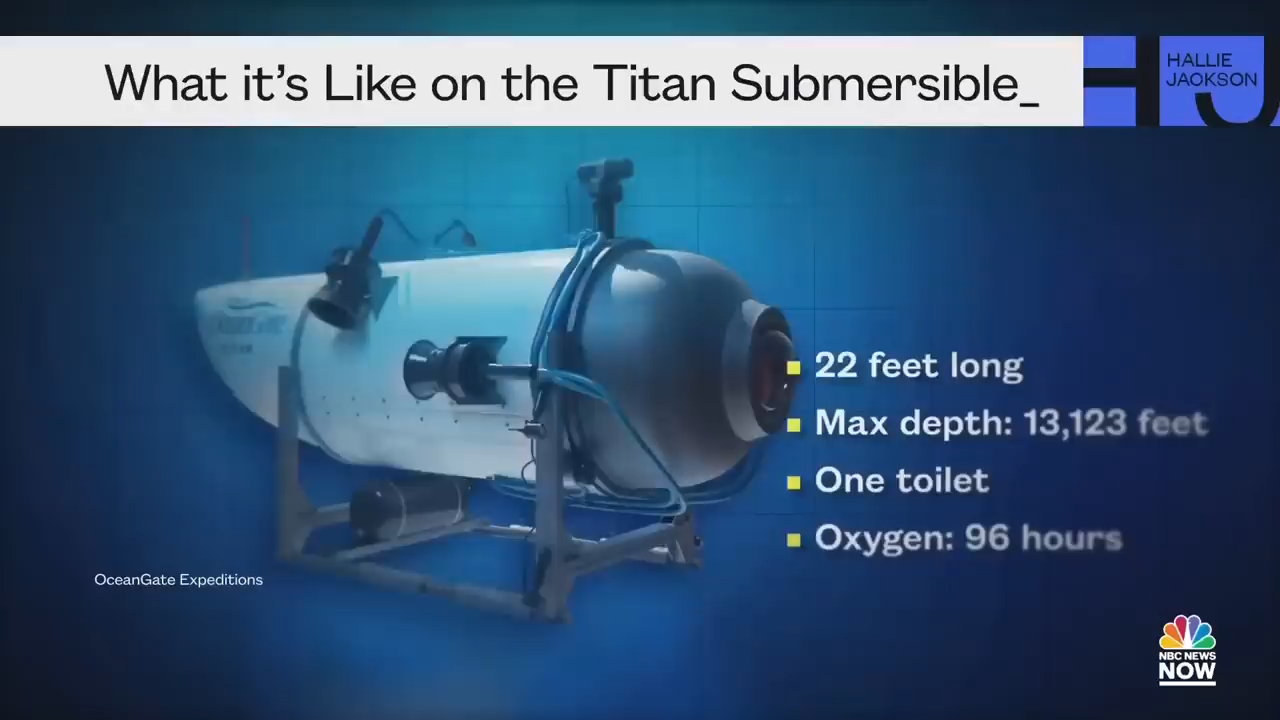 What it's Like on the Titan Submersible_
HALLIE
JACKSON
22 feet long
Max depth: 13,123 feet
One toilet
Oxygen: 96 hours
OceanGate Expeditions
NBC NEWS
NOW